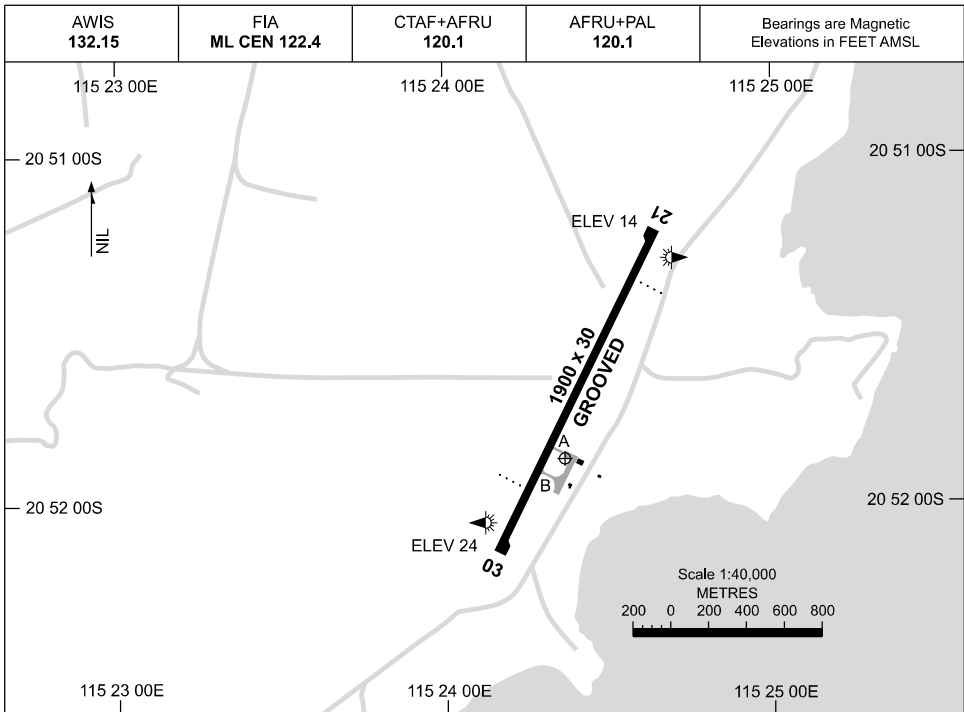 AWIS
132.15
FIA
ML CEN 122.4
CTAF+AFRU
120.1
AFRU+PAL
120.1
Bearings are Magnetic
Elevations in FEET AMSL
115 23 00E
115 24 00E
115 25 00E
20 51 00S
20 51 00S
NIL
ELEV 14
21
1900 x 30
GROOVED
A
B
20 52 00S
20 52 00S
ELEV 24
03
Scale 1:40,000
METRES
200 0 200 400 600 800
115 23 00E
115 24 00E
115 25 00E